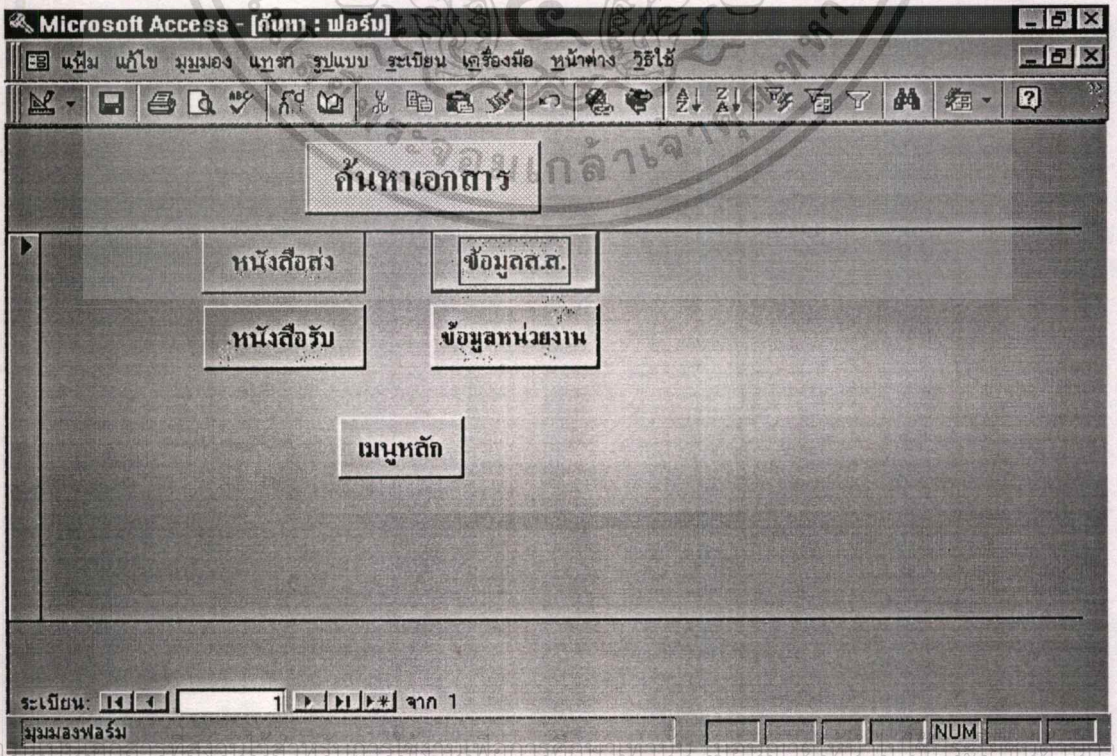 Microsoft Access - [ค้นหา : ฟอร์ม]
แฟ้ม แก้ไข มุมมอง แทรก รูปแบบ ระเบียน เครื่องมือ หน้าต่าง วิธีใช้
ค้นหาเอกสาร
หนังสือส่ง ข้อมูลส.ส.
หนังสือรับ ข้อมูลหน่วยงาน
เมนูหลัก
ระเบียน: 1 จาก 1
มุมมองฟอร์ม NUM